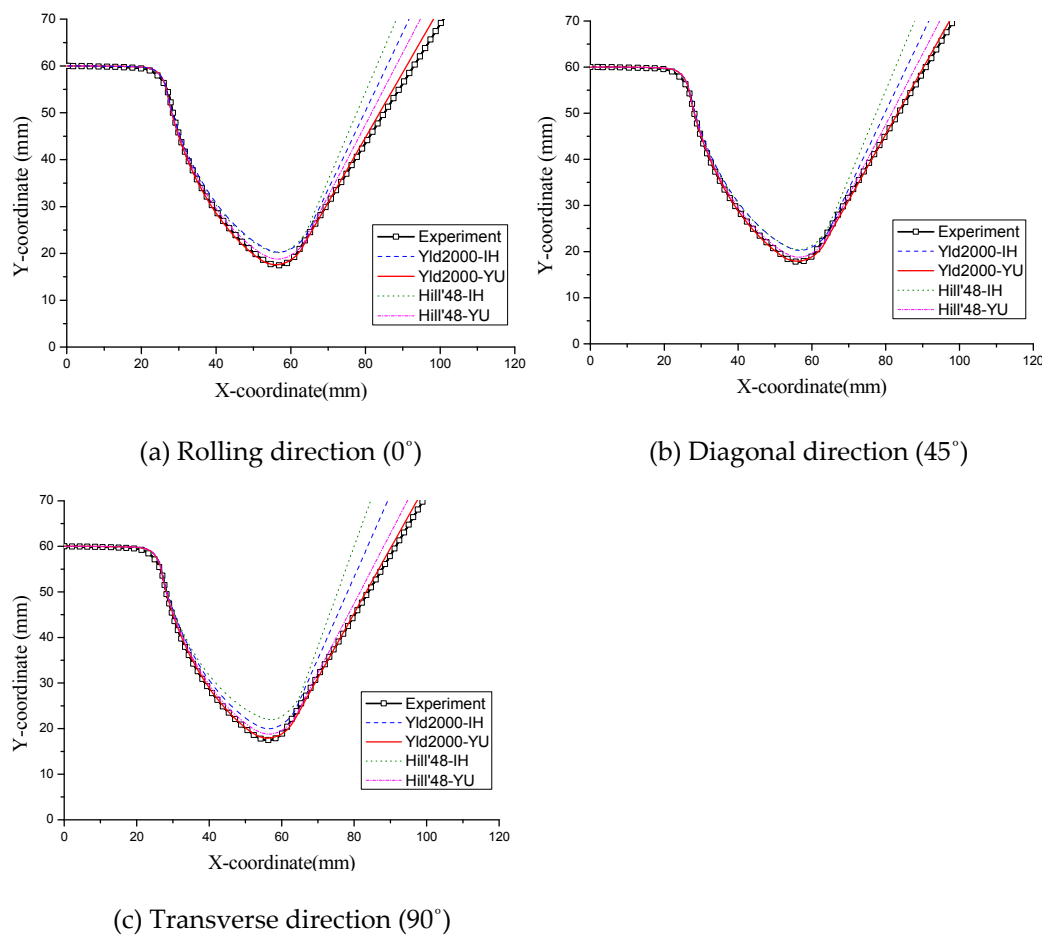 70
60
50
40
30
20
10
0
Y-coordinate (mm)
Experiment
Yld2000-IH
Yld2000-YU
Hill'48-IH
Hill'48-YU
0 20 40 60 80 100 120
X-coordinate(mm)
(a) Rolling direction (0°)
70
60
50
40
30
20
10
0
Y-coordinate (mm)
Experiment
Yld2000-IH
Yld2000-YU
Hill'48-IH
Hill'48-YU
0 20 40 60 80 100 120
X-coordinate(mm)
(b) Diagonal direction (45°)
70
60
50
40
30
20
10
0
Y-coordinate (mm)
Experiment
Yld2000-IH
Yld2000-YU
Hill'48-IH
Hill'48-YU
0 20 40 60 80 100 120
X-coordinate(mm)
(c) Transverse direction (90°)